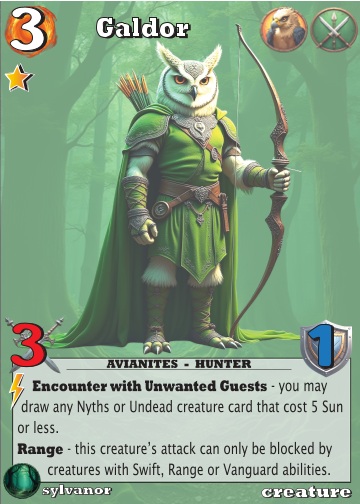 3
Galdor
3
1
AVIANITES - HUNTER
Encounter with Unwanted Guests - you may
draw any Nyths or Undead creature card that cost 5 Sun
or less.
Range - this creature's attack can only be blocked by
creatures with Swift, Range or Vanguard abilities.
sylvanor
creature